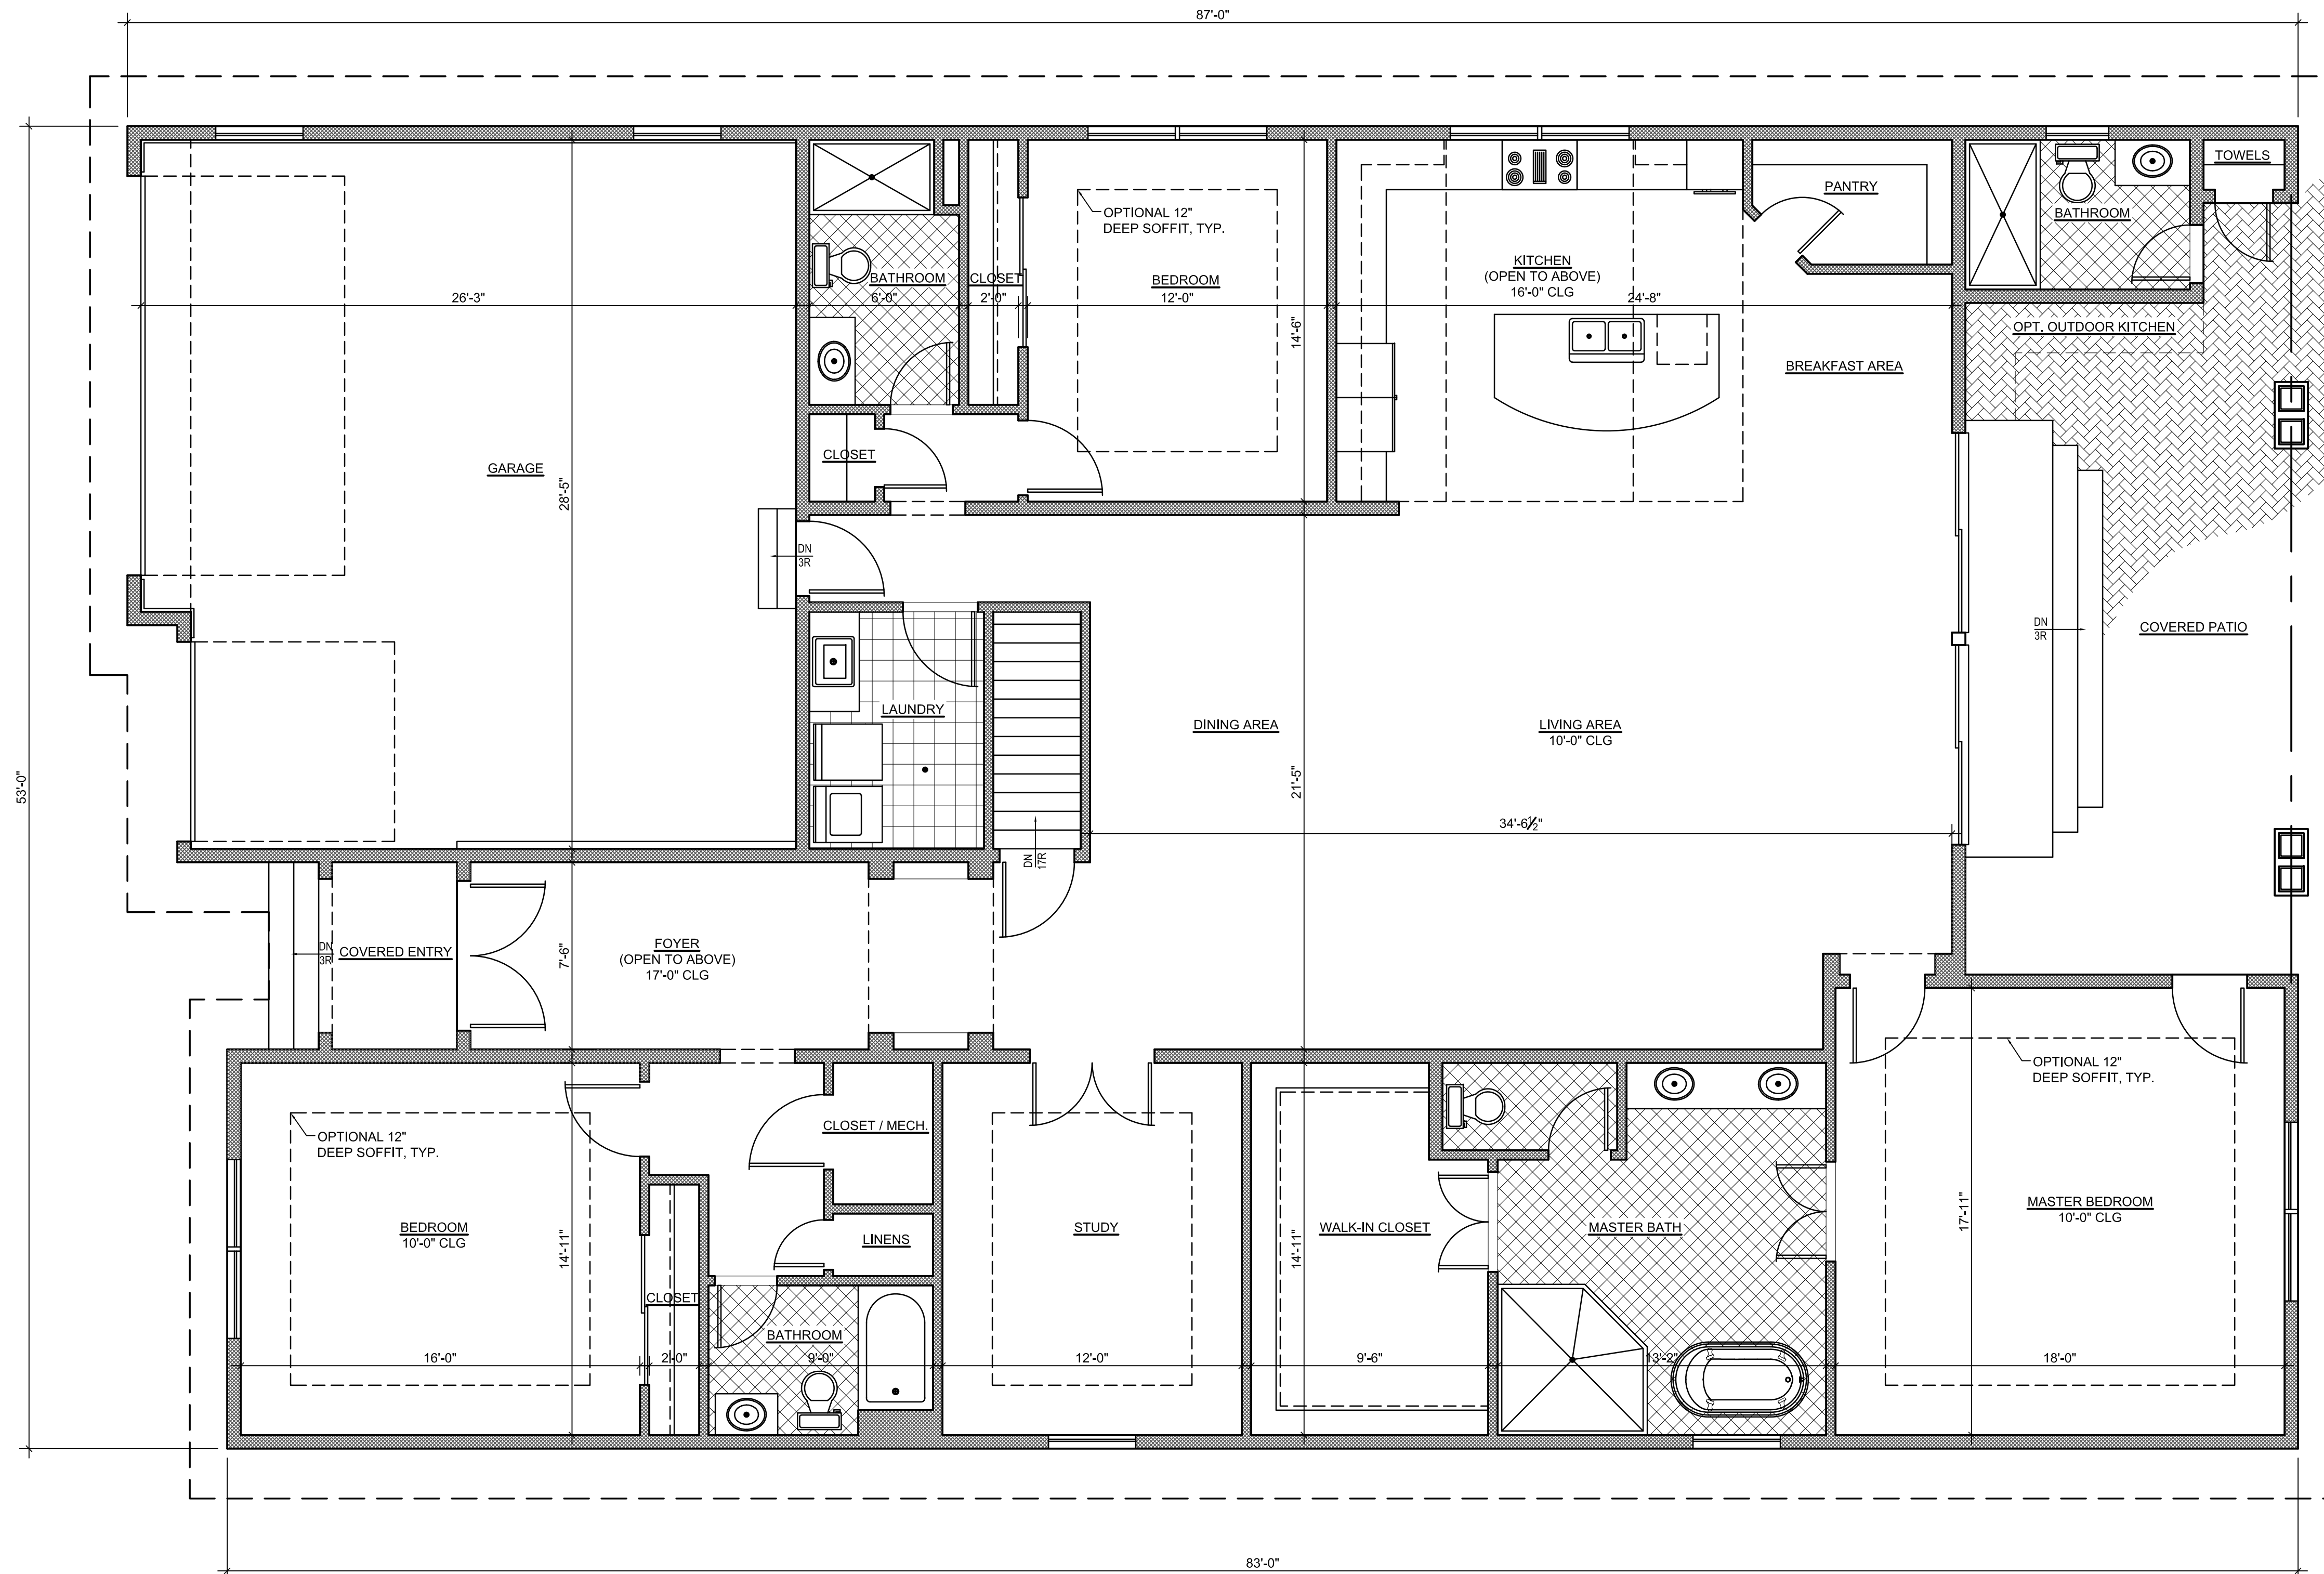 87'-0"
TOWELS
PANTRY
OPTIONAL 12"
DEEP SOFFIT, TYP.
BATHROOM
KITCHEN
(OPEN TO ABOVE)
16'-0" CLG
BATHROOM
CLOSET
BEDROOM
26'-3"
6'-0"
2'-0"
12'-0"
24'-8"
14'-6"
OPT. OUTDOOR KITCHEN
BREAKFAST AREA
CLOSET
GARAGE
28'-5"
DN
3R
DN
3R
COVERED PATIO
LAUNDRY
DINING AREA
LIVING AREA
10'-0" CLG
53'-0"
21'-5"
34'-6½"
DN
17R
DN
3R
COVERED ENTRY
7'-6"
FOYER
(OPEN TO ABOVE)
17'-0" CLG
OPTIONAL 12"
DEEP SOFFIT, TYP.
OPTIONAL 12"
DEEP SOFFIT, TYP.
CLOSET / MECH.
BEDROOM
10'-0" CLG
14'-11"
LINENS
STUDY
14'-11"
WALK-IN CLOSET
MASTER BATH
17'-11"
MASTER BEDROOM
10'-0" CLG
CLOSET
BATHROOM
16'-0"
2'-0"
9'-0"
12'-0"
9'-6"
13'-2"
18'-0"
83'-0"